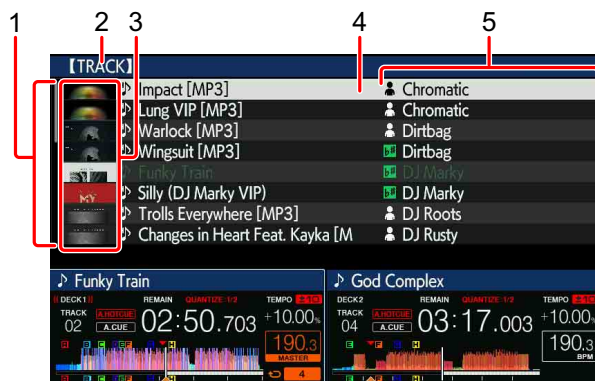 1 2 3 4 5
【TRACK】
♪ Impact [MP3] Chromatic
♪ Lung VIP [MP3] Chromatic
♪ Warlock [MP3] Dirtbag
♪ Wingsuit [MP3] Dirtbag
♪ Funky Train DJ Marky
♪ Silly (DJ Marky VIP) DJ Marky
♪ Trolls Everywhere [MP3] DJ Roots
♪ Changes in Heart Feat. Kayka [M DJ Rusty
♪ Funky Train ♪ God Complex
DECK1 REMAIN QUANTIZE 1/2 TEMPO ±10 DECK2 REMAIN QUANTIZE 1/2 TEMPO ±10
TRACK 02 A.HOTCUE A.CUE 02:50.703 +10.00% TRACK 04 A.HOTCUE A.CUE 03:17.003 +10.00%
190.3 MASTER 190.3 BPM
4